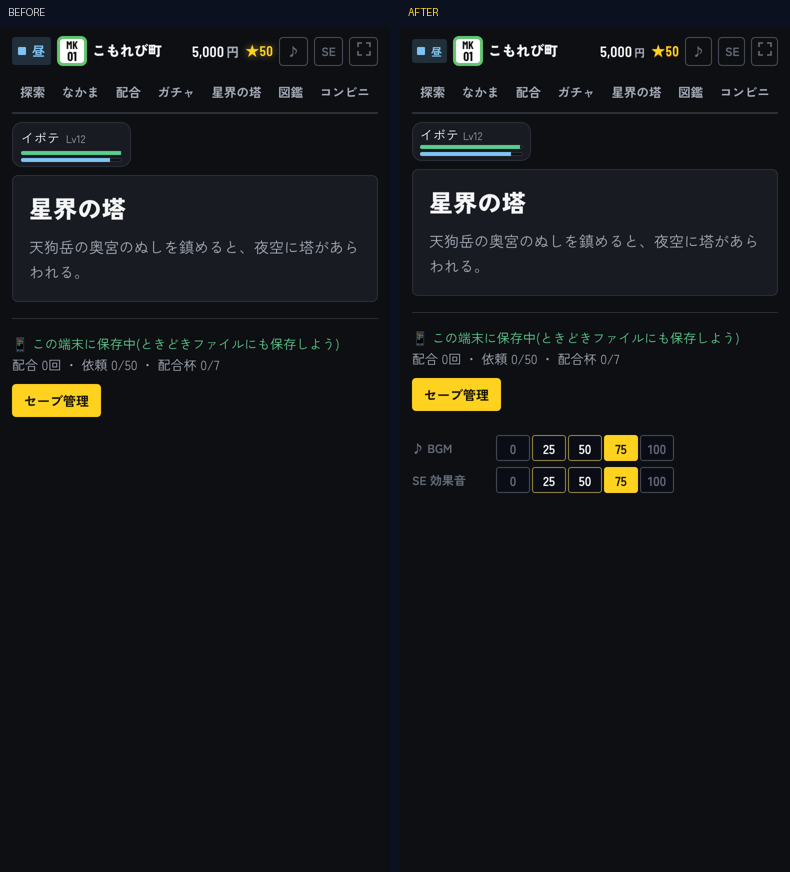 BEFORE
昼 MK 01 こもれび町 5,000 円 ★50 ♪ SE
探索 なかま 配合 ガチャ 星界の塔 図鑑 コンビニ
イボテ Lv12
星界の塔
天狗岳の奥宮のぬしを鎮めると、夜空に塔があら
われる。
この端末に保存中(ときどきファイルにも保存しよう)
配合 0回 ・ 依頼 0/50 ・ 配合杯 0/7
セーブ管理
AFTER
昼 MK 01 こもれび町 5,000 円 ★50 ♪ SE
探索 なかま 配合 ガチャ 星界の塔 図鑑 コンビニ
イボテ Lv12
星界の塔
天狗岳の奥宮のぬしを鎮めると、夜空に塔があら
われる。
この端末に保存中(ときどきファイルにも保存しよう)
配合 0回 ・ 依頼 0/50 ・ 配合杯 0/7
セーブ管理
♪ BGM 0 25 50 75 100
SE 効果音 0 25 50 75 100